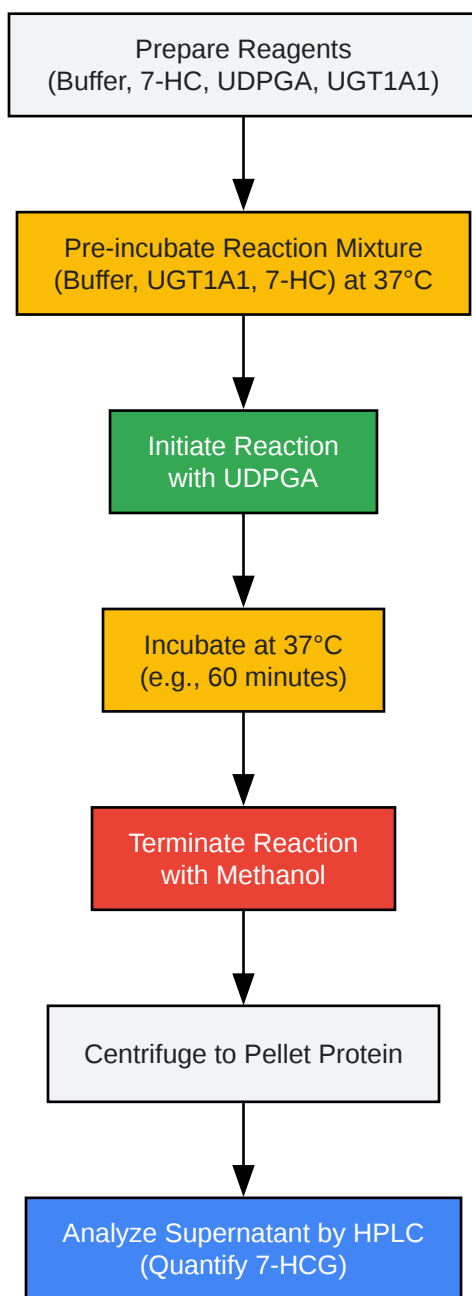 Prepare Reagents
(Buffer, 7-HC, UDPGA, UGT1A1)
Pre-incubate Reaction Mixture
(Buffer, UGT1A1, 7-HC) at 37°C
Initiate Reaction
with UDPGA
Incubate at 37°C
(e.g., 60 minutes)
Terminate Reaction
with Methanol
Centrifuge to Pellet Protein
Analyze Supernatant by HPLC
(Quantify 7-HCG)